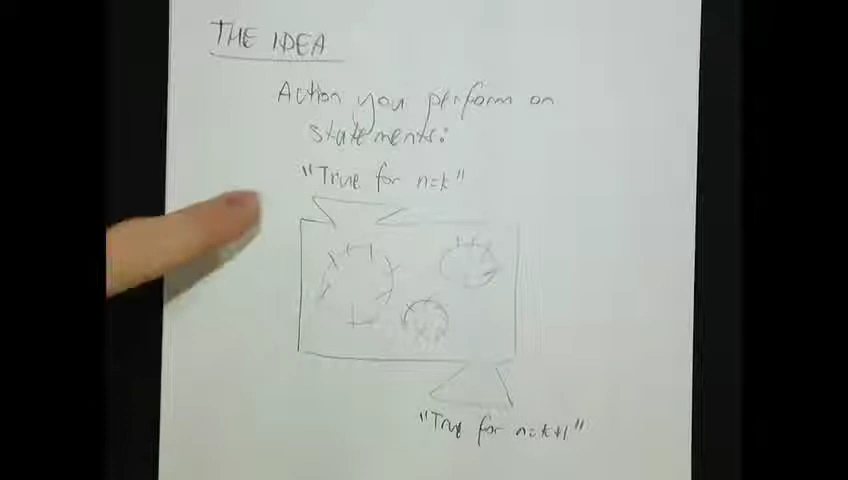 THE IDEA
Action you perform on
statements:
"True for n=k"
"True for n=k+1"